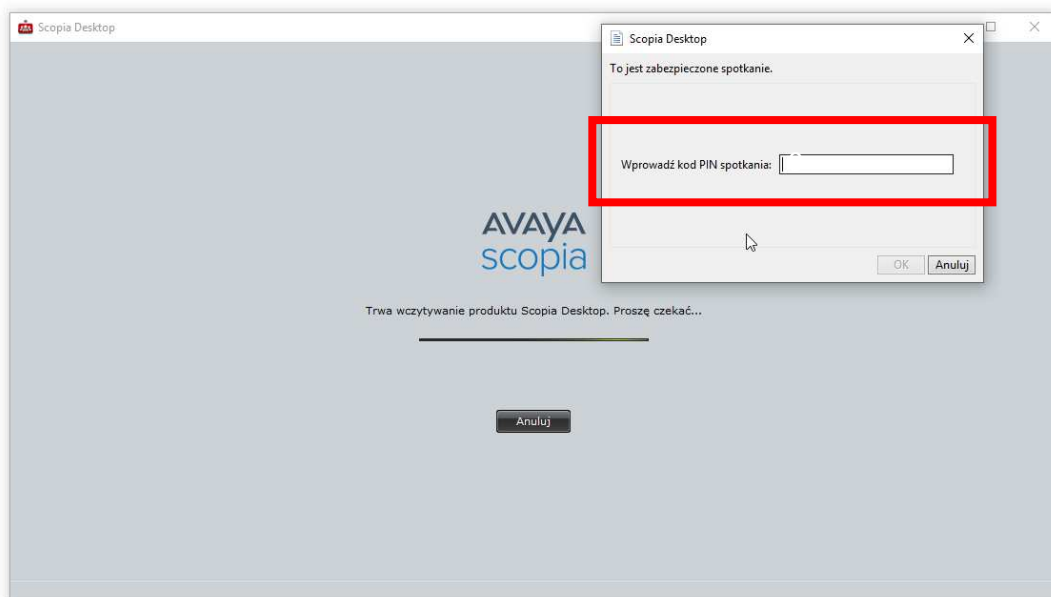 Scopia Desktop
Scopia Desktop
To jest zabezpieczone spotkanie.
Wprowadź kod PIN spotkania:
OK Anuluj
AVAYA
scopia
Trwa wczytywanie produktu Scopia Desktop. Proszę czekać...
Anuluj